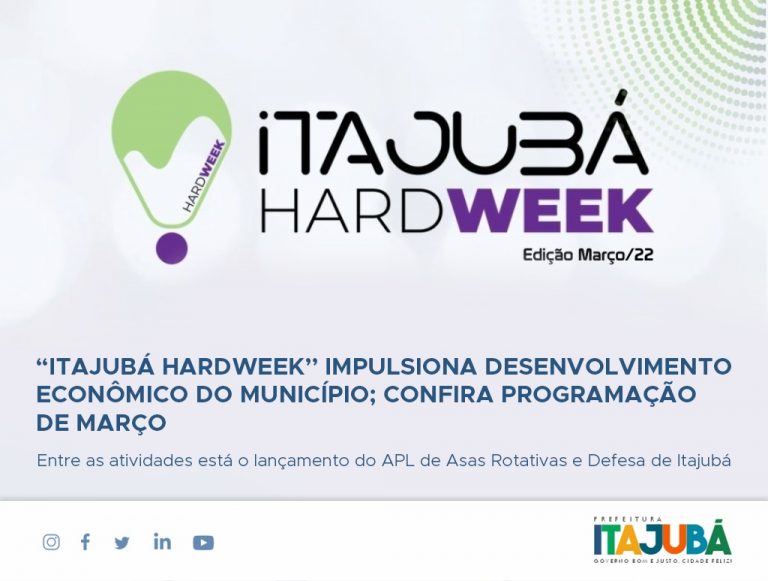 HARDWEEK
iTAJUBÁ
HARDWEEK
Edição Março/22
“ITAJUBÁ HARDWEEK” IMPULSIONA DESENVOLVIMENTO
ECONÔMICO DO MUNICÍPIO; CONFIRA PROGRAMAÇÃO
DE MARÇO
Entre as atividades está o lançamento do APL de Asas Rotativas e Defesa de Itajubá
PREFEITURA
ITAJUBÁ
GOVERNO BOM E JUSTO, CIDADE FELIZ!